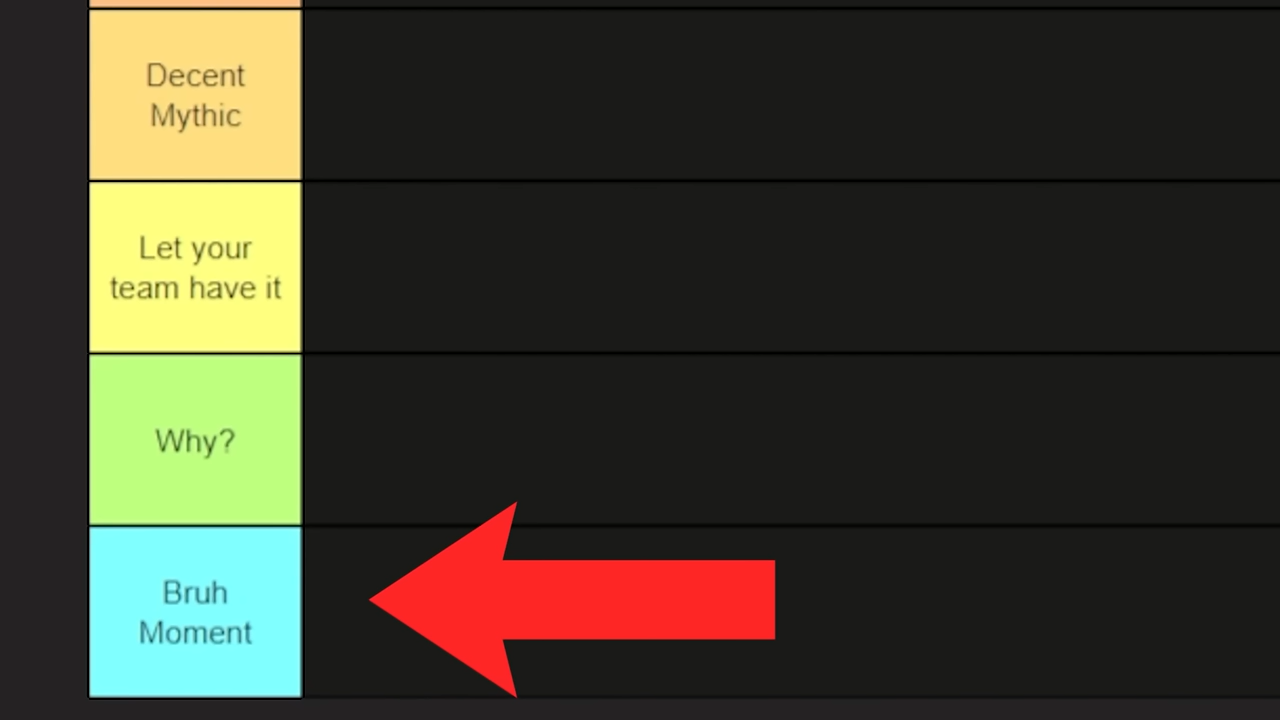 Decent
Mythic
Let your
team have it
Why?
Bruh
Moment